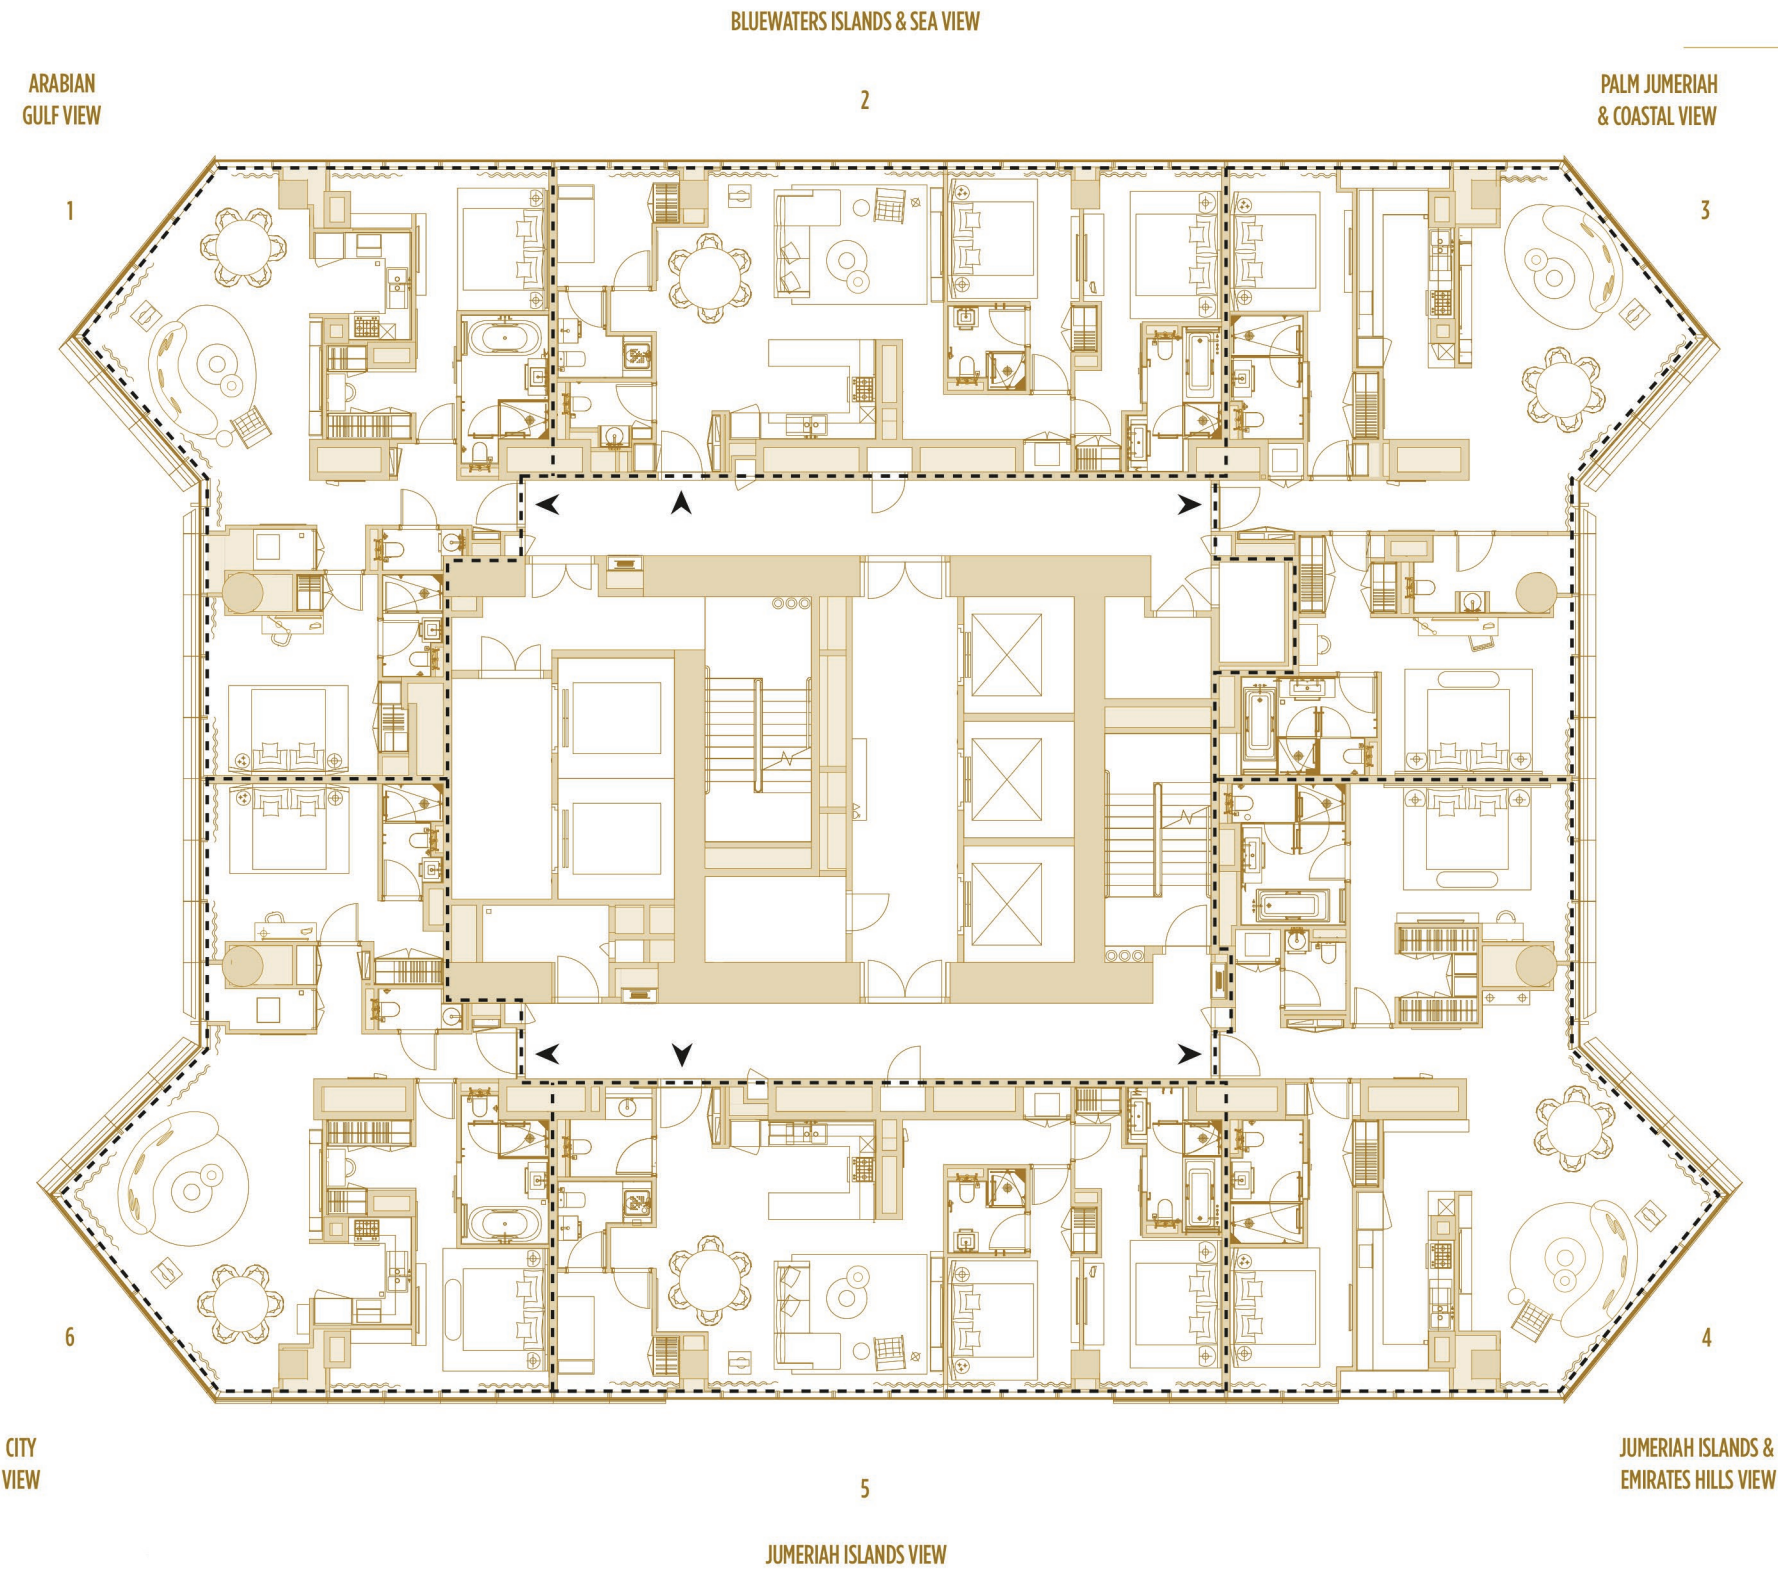 BLUEWATERS ISLANDS & SEA VIEW
ARABIAN
GULF VIEW
2
PALM JUMERIAH
& COASTAL VIEW
1
3
6
4
CITY
VIEW
5
JUMERIAH ISLANDS &
EMIRATES HILLS VIEW
JUMERIAH ISLANDS VIEW